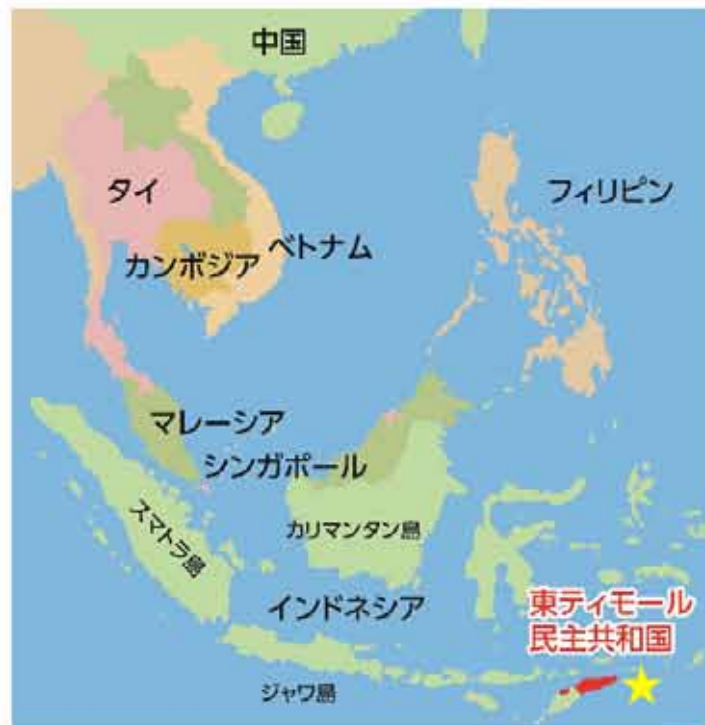 中国
タイ
フィリピン
ベトナム
カンボジア
マレーシア
シンガポール
カリマンタン島
スマトラ島
インドネシア
東ティモール
民主共和国
ジャワ島